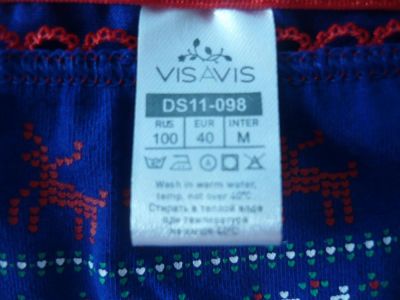 VISAVIS
DS11-098
RUS EUR INTER
100 40 M
Wash in warm water,
temp. not over 40°C
Стирать в теплой воде
при температуре
не выше 40°C